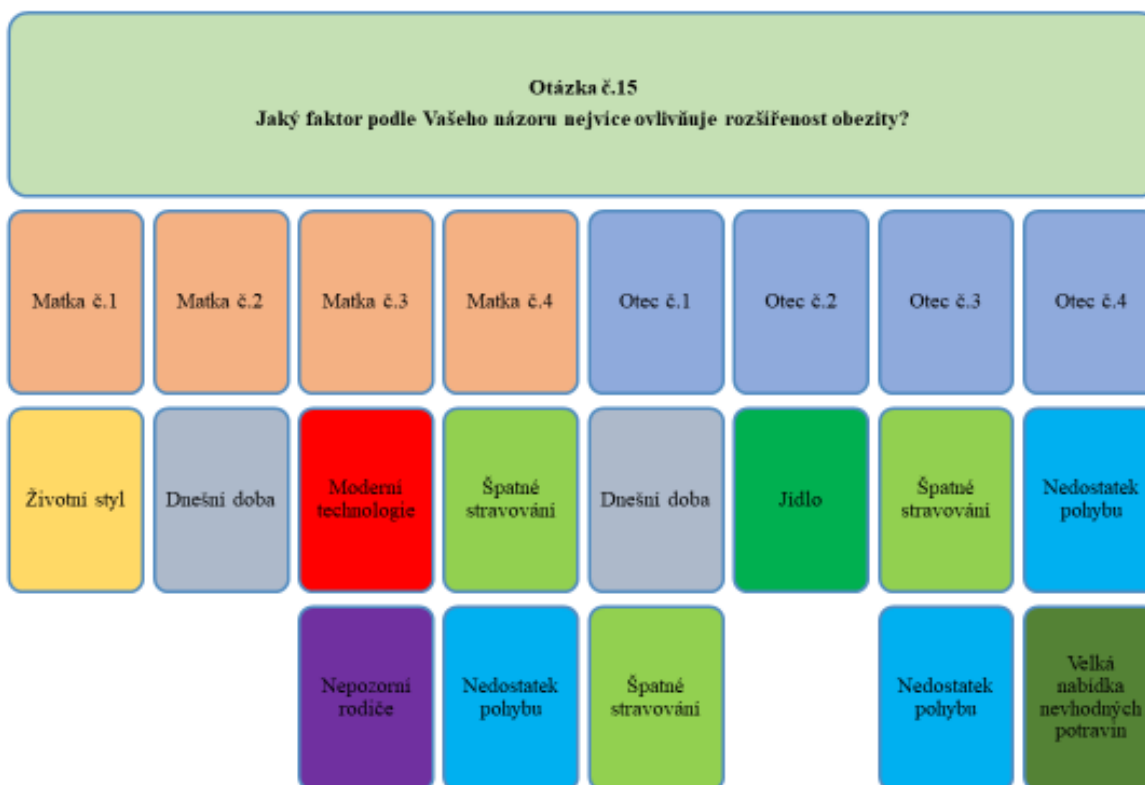 Otázka č.15
Jaký faktor podle Vašeho názoru nejvíce ovlivňuje rozšířenost obezity?
Matka č.1
Matka č.2
Matka č.3
Matka č.4
Otec č.1
Otec č.2
Otec č.3
Otec č.4
Životní styl
Dnešní doba
Moderní
technologie
Špatné
stravování
Dnešní doba
Jídlo
Špatné
stravování
Nedostatek
pohybu
Nepozorní
rodiče
Nedostatek
pohybu
Špatné
stravování
Nedostatek
pohybu
Velká
nabídka
nevhodných
potravin